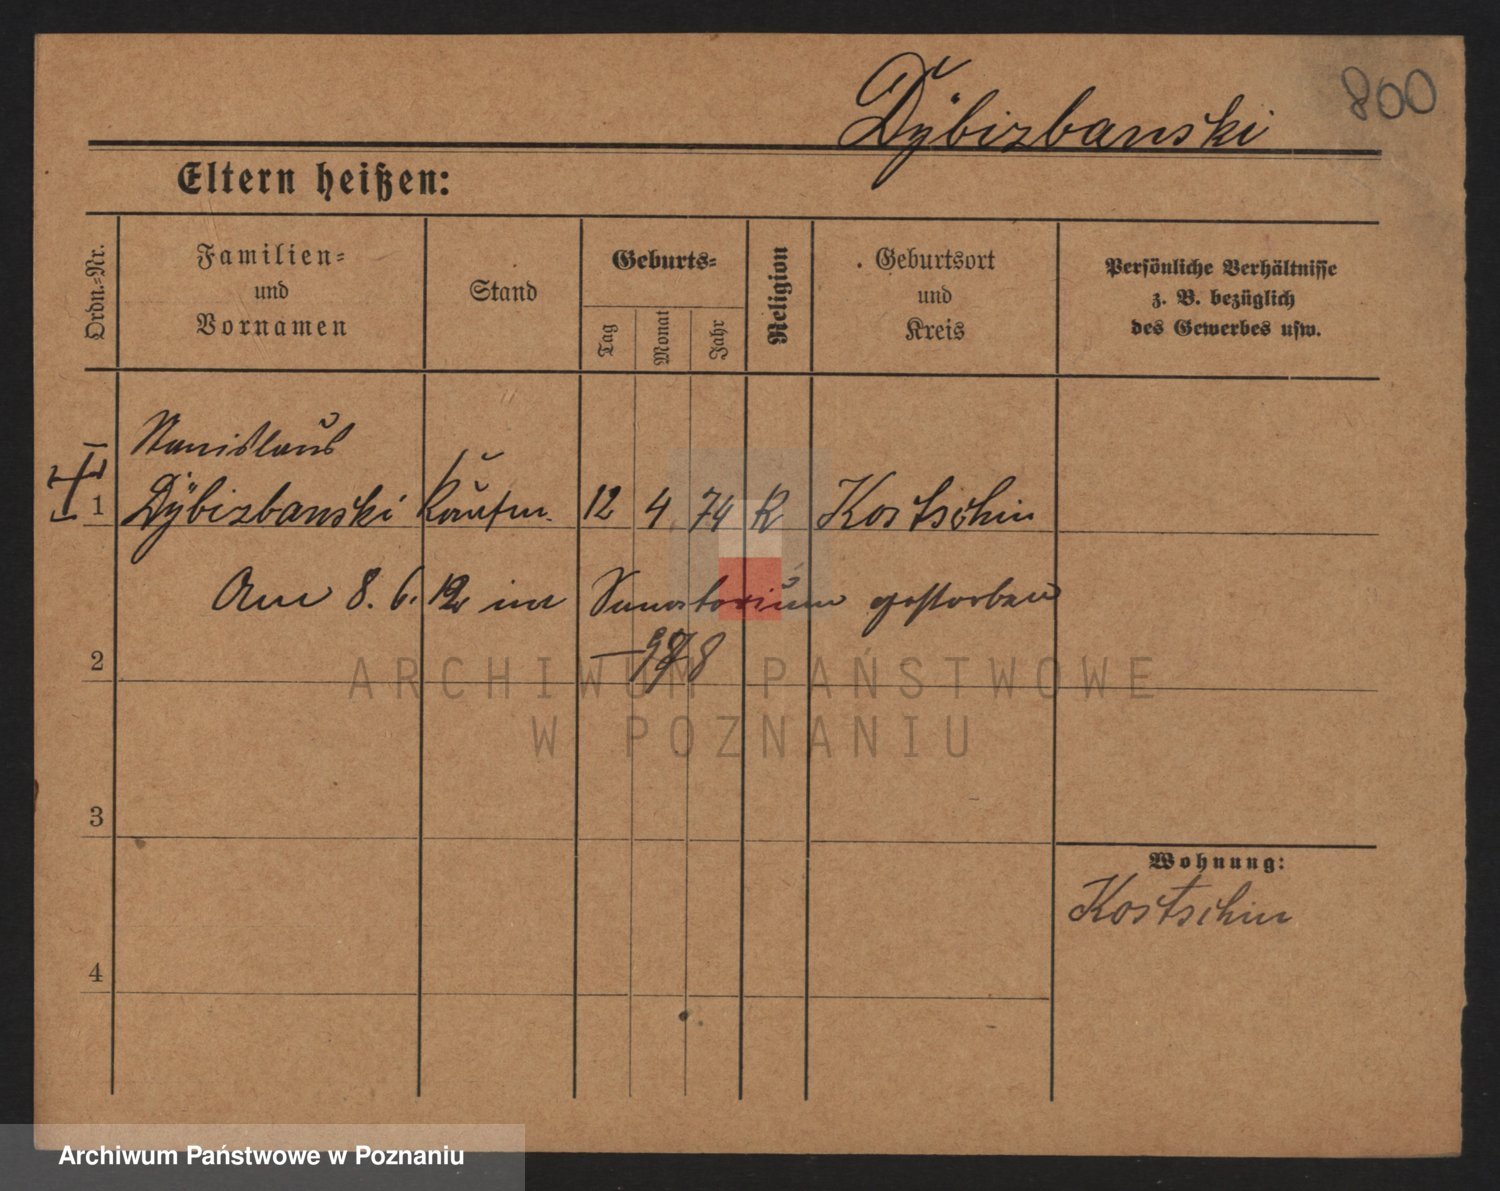 800
Dÿbizbanski
Eltern heißen:
Ordn.-Nr.
Familien-
und
Vornamen
Stand
Geburts-
Tag
Monat
Jahr
Religion
Geburtsort
und
Kreis
Persönliche Verhältnisse
z. B. bezüglich
des Gewerbes usw.
Stanislaus
1 Dÿbizbanski Kaufm. 12 4 74 K Kostschin
Am 8. 6. 12 im Sanatorium gestorben
2
ARCHIWUM PAŃSTWOWE
W POZNANIU
3
Wohnung:
Kostschin
4
Archiwum Państwowe w Poznaniu